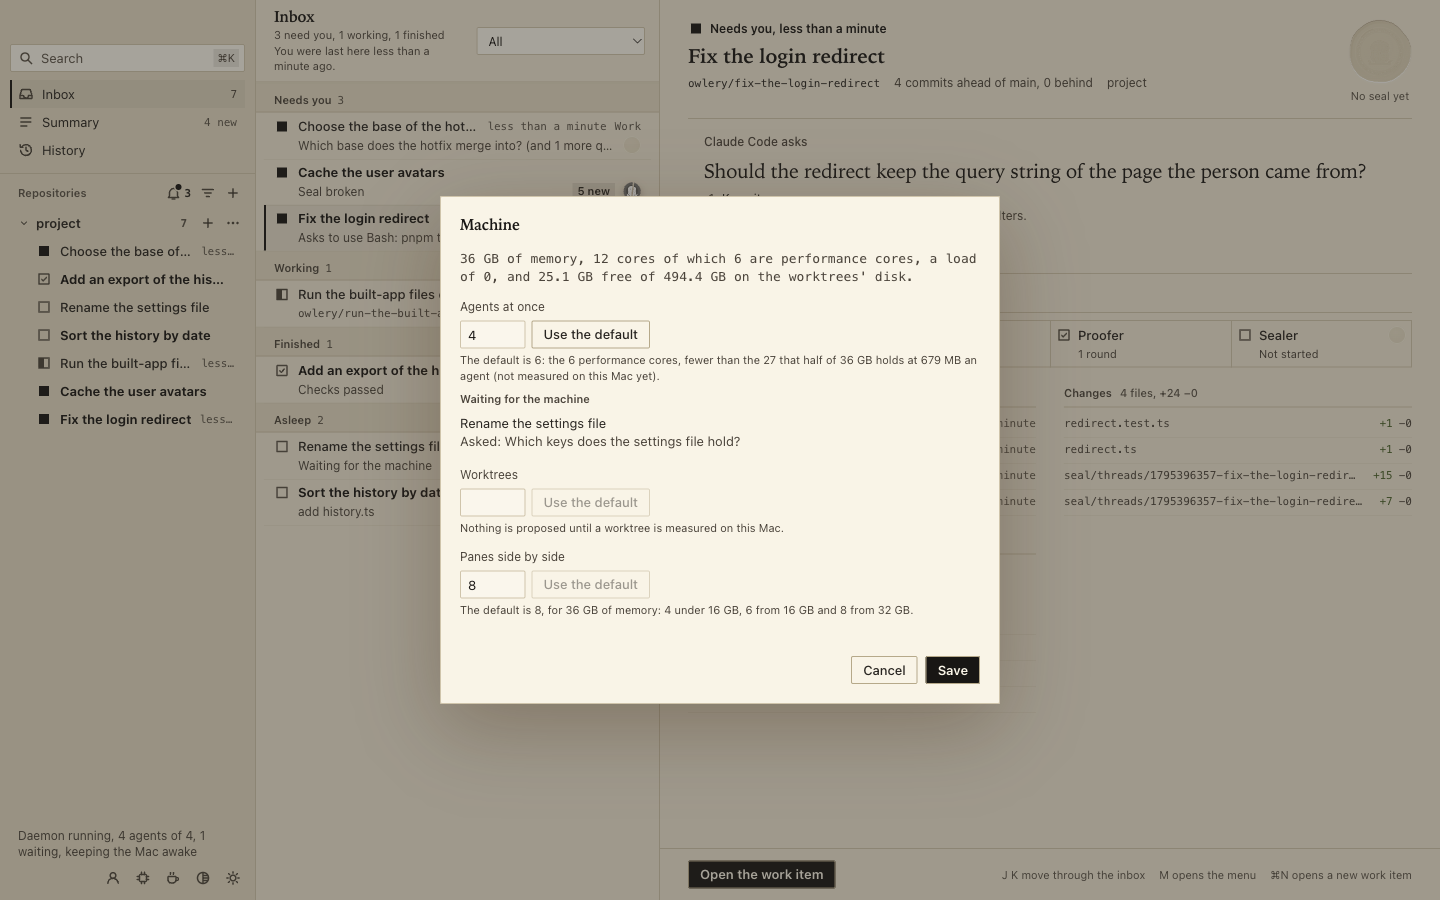 Search ⌘K
Inbox 7
Summary 4 new
History
Repositories 3
project 7
Choose the base of... less...
Add an export of the his...
Rename the settings file
Sort the history by date
Run the built-app fi... less...
Cache the user avatars
Fix the login redirect less...
Daemon running, 4 agents of 4, 1
waiting, keeping the Mac awake
Inbox
3 need you, 1 working, 1 finished
You were last here less than a
minute ago.
All
Needs you 3
Choose the base of the hot... less than a minute Work
Which base does the hotfix merge into? (and 1 more q...
Cache the user avatars
Seal broken 5 new
Fix the login redirect
Asks to use Bash: pnpm t
Working 1
Run the built-app files
owlery/run-the-built-a
Finished 1
Add an export of the h
Checks passed
Asleep 2
Rename the settings fil
Waiting for the machine
Sort the history by dat
add history.ts
Needs you, less than a minute
Fix the login redirect
owlery/fix-the-login-redirect 4 commits ahead of main, 0 behind project
No seal yet
Claude Code asks
Should the redirect keep the query string of the page the person came from?
ters.
Proofer
1 round
Sealer
Not started
Changes 4 files, +24 −0
minute
redirect.test.ts +1 −0
minute
redirect.ts +1 −0
minute
seal/threads/1795396357-fix-the-login-redir... +15 −0
minute
seal/threads/1795396357-fix-the-login-redire... +7 −0
Open the work item
J K move through the inbox M opens the menu ⌘N opens a new work item
Machine
36 GB of memory, 12 cores of which 6 are performance cores, a load
of 0, and 25.1 GB free of 494.4 GB on the worktrees' disk.
Agents at once
4 Use the default
The default is 6: the 6 performance cores, fewer than the 27 that half of 36 GB holds at 679 MB an
agent (not measured on this Mac yet).
Waiting for the machine
Rename the settings file
Asked: Which keys does the settings file hold?
Worktrees
Use the default
Nothing is proposed until a worktree is measured on this Mac.
Panes side by side
8 Use the default
The default is 8, for 36 GB of memory: 4 under 16 GB, 6 from 16 GB and 8 from 32 GB.
Cancel Save